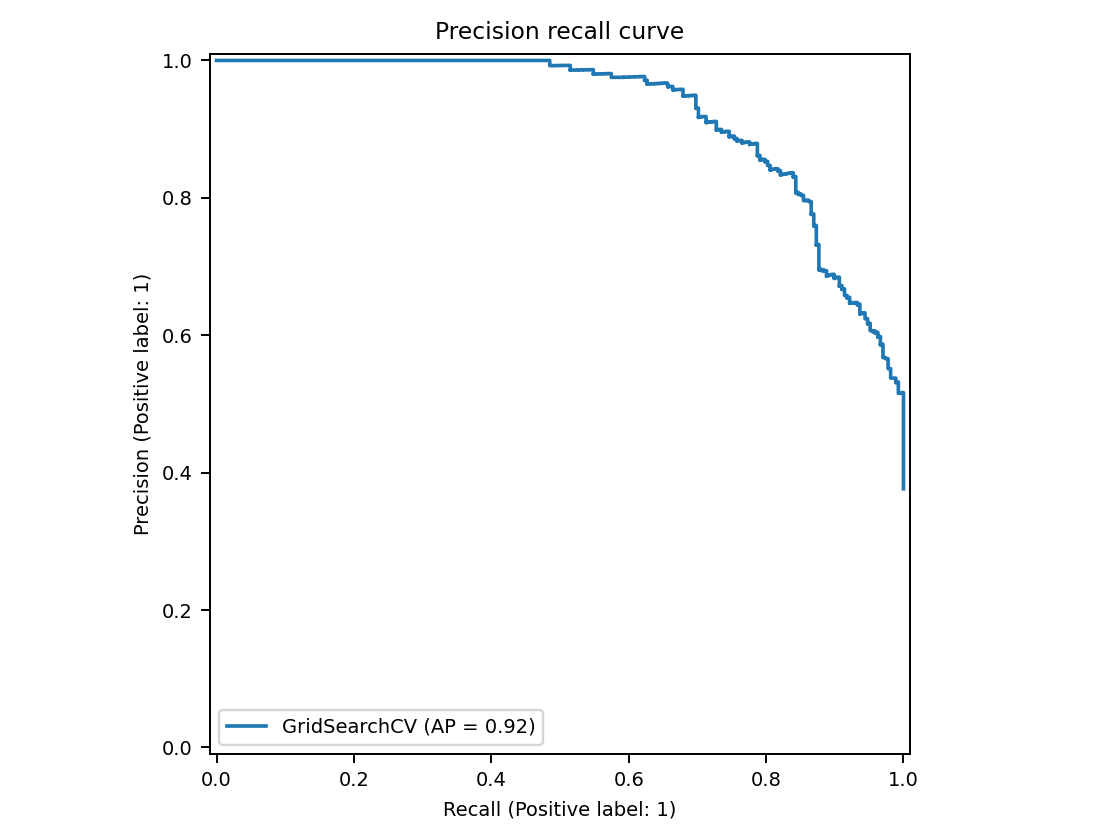 Precision recall curve
1.0
0.8
0.6
0.4
0.2
0.0
Precision (Positive label: 1)
GridSearchCV (AP = 0.92)
0.0 0.2 0.4 0.6 0.8 1.0
Recall (Positive label: 1)